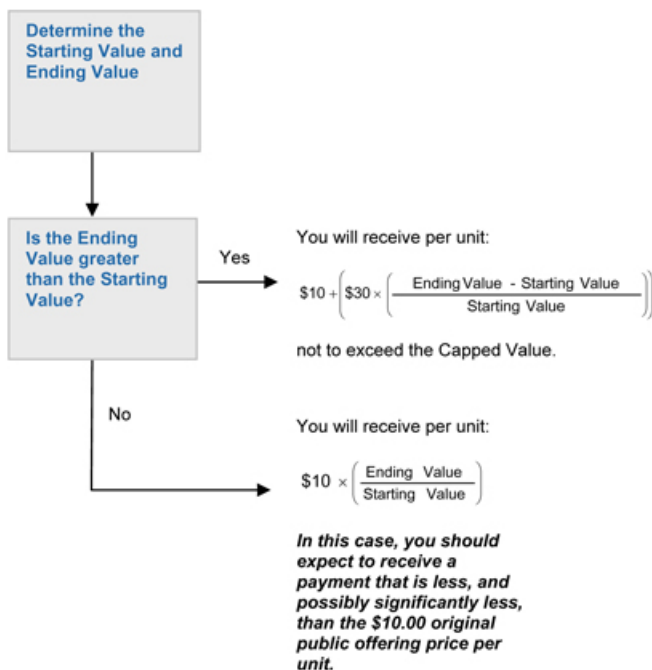 Determine the
Starting Value and
Ending Value
Is the Ending
Value greater
than the Starting
Value?
Yes
You will receive per unit:
$10 + ( $30 × ( Ending Value - Starting Value
Starting Value ) )
not to exceed the Capped Value.
No
You will receive per unit:
$10 × ( Ending Value
Starting Value )
In this case, you should
expect to receive a
payment that is less, and
possibly significantly less,
than the $10.00 original
public offering price per
unit.